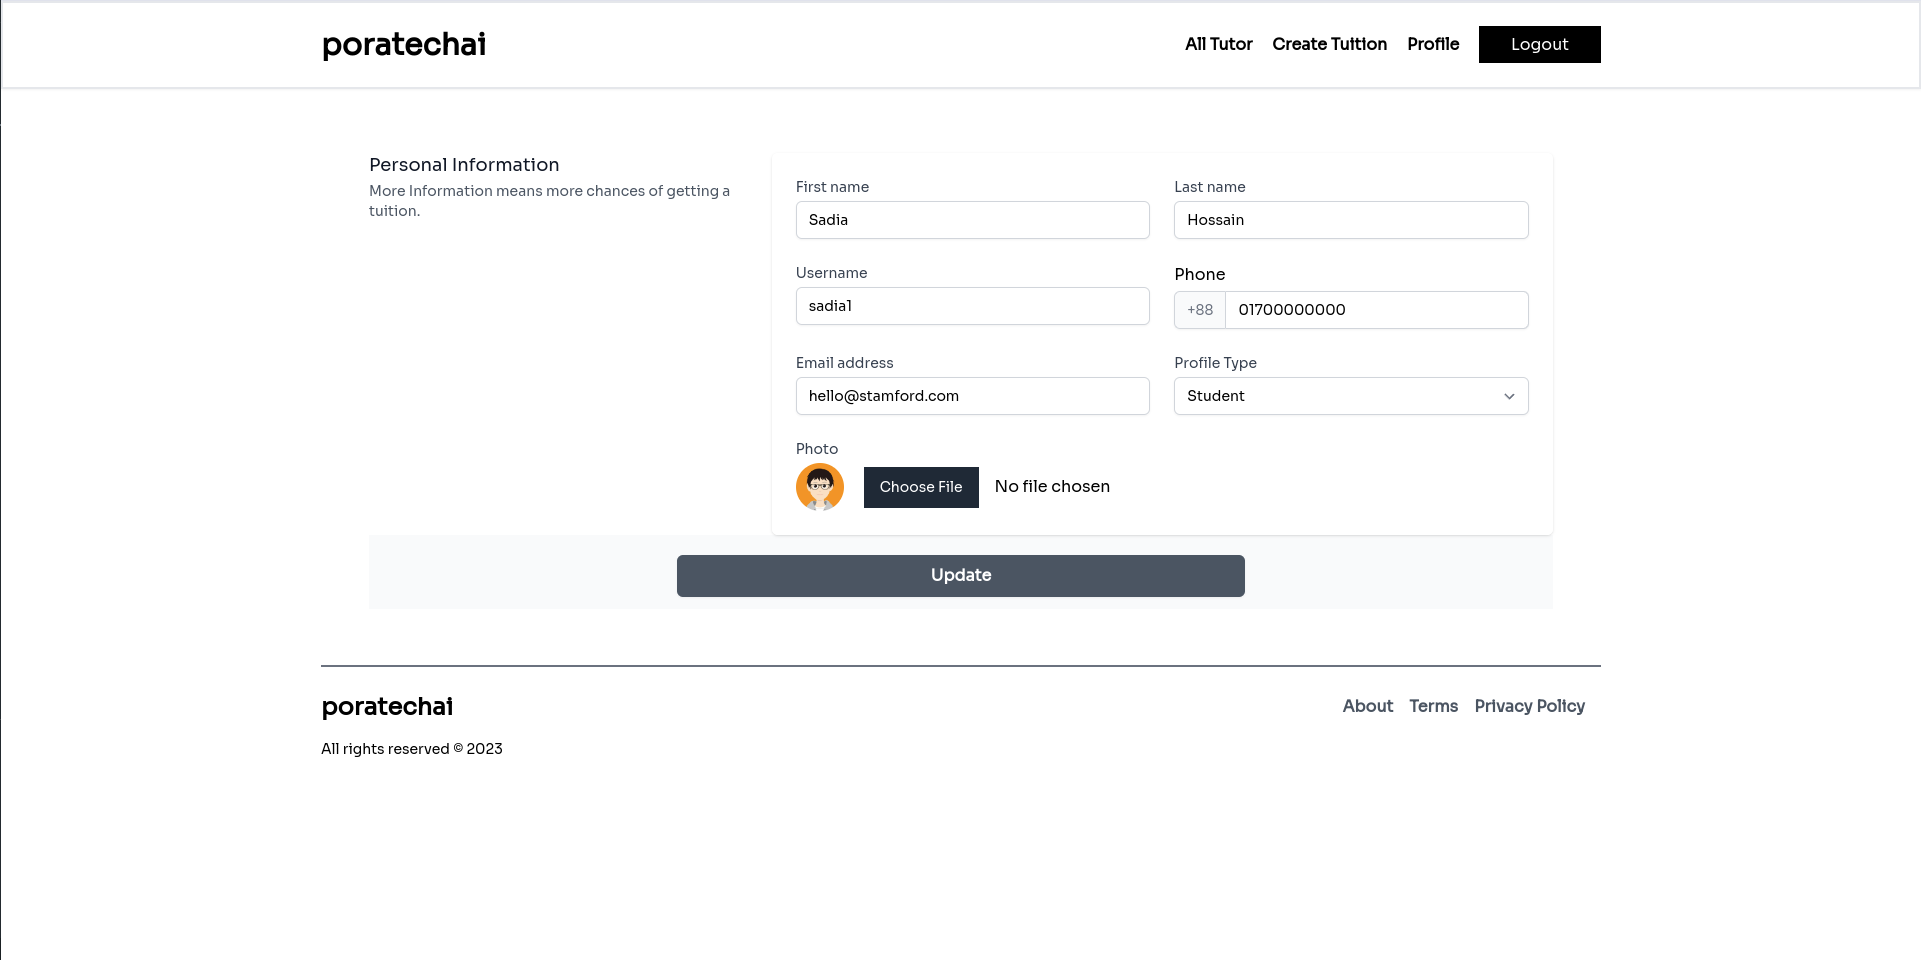 poratechai
All Tutor Create Tuition Profile Logout
Personal Information
More Information means more chances of getting a
tuition.
First name
Sadia
Last name
Hossain
Username
sadia1
Phone
+88 01700000000
Email address
hello@stamford.com
Profile Type
Student
Photo
Choose File No file chosen
Update
poratechai
About Terms Privacy Policy
All rights reserved © 2023